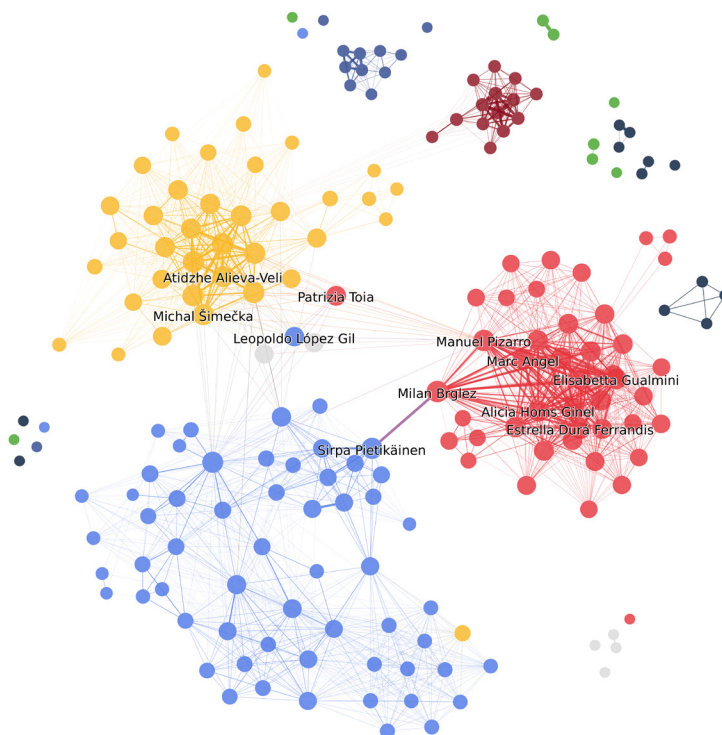 Atidzhe Alieva-Veli
Patrizia Toia
Michal Šimečka
Leopoldo López Gil
Manuel Pizarro
Marc Angel
Elisabetta Gualmini
Milan Brglez
Alicia Homs Ginel
Estrella Durá Ferrandis
Sirpa Pietikäinen